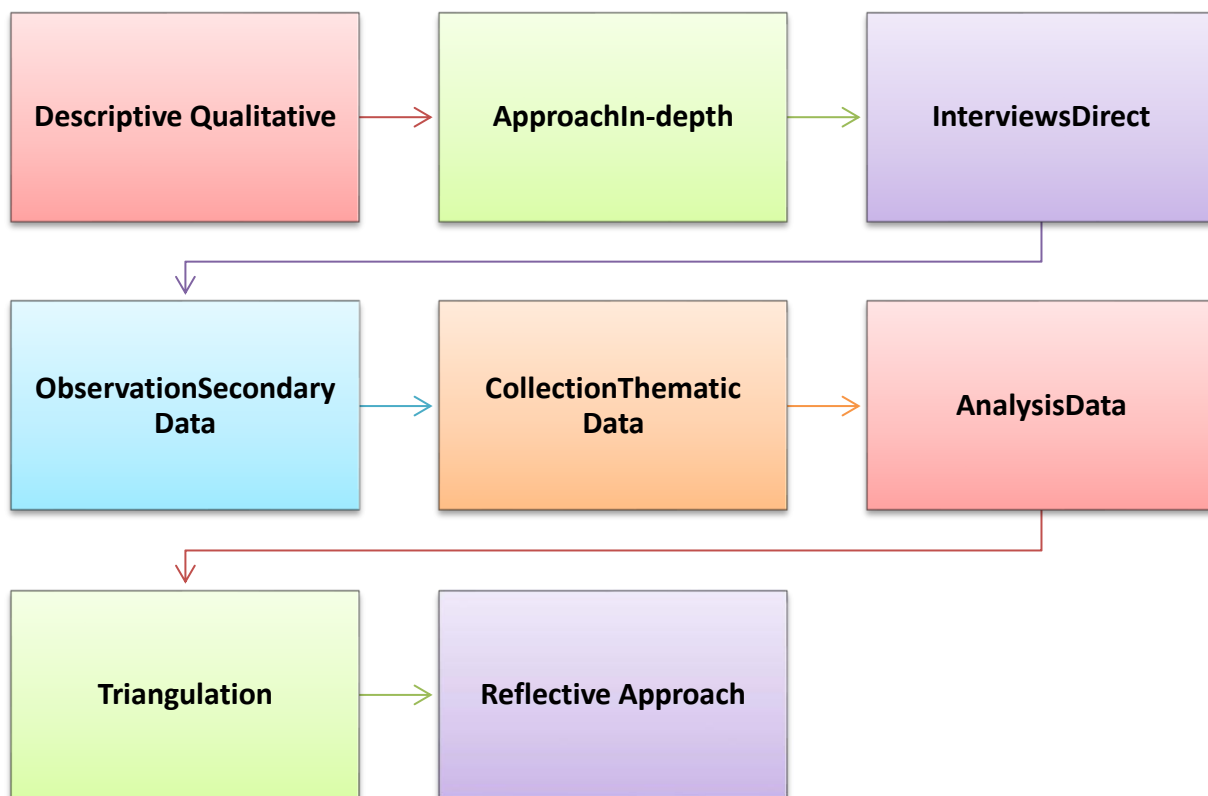 Descriptive Qualitative
ApproachIn-depth
InterviewsDirect
ObservationSecondary
Data
CollectionThematic
Data
AnalysisData
Triangulation
Reflective Approach